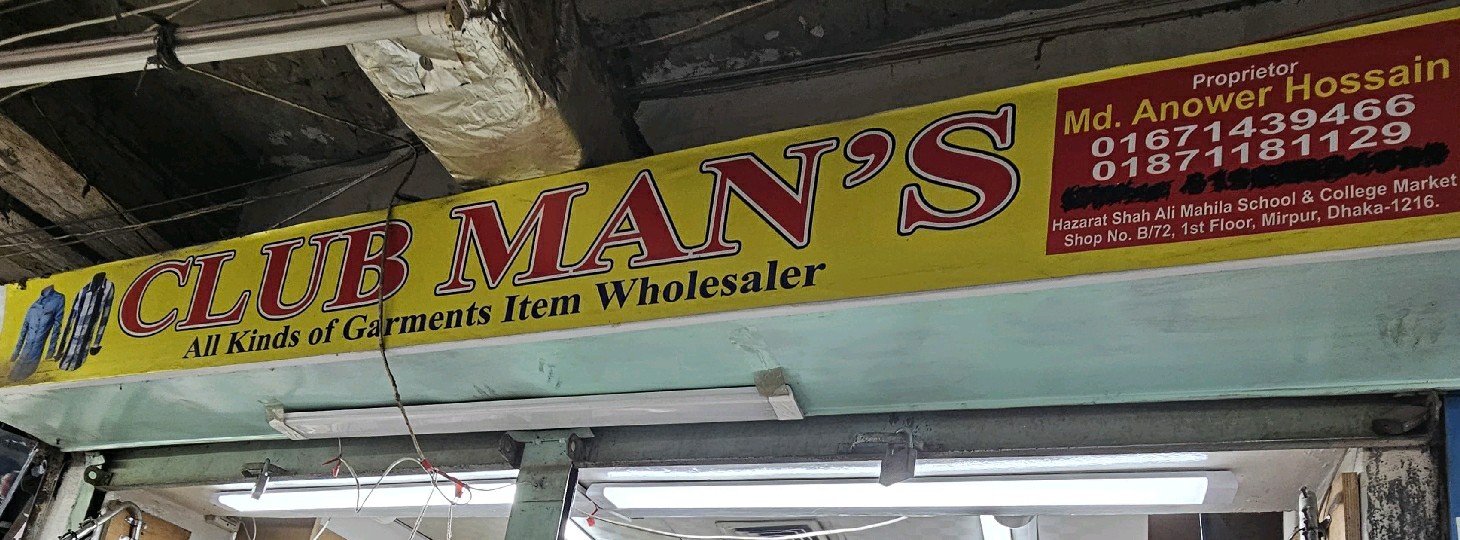 CLUB MAN'S
All Kinds of Garments Item Wholesaler
Proprietor
Md. Anower Hossain
01671439466
01871181129
Hazarat Shah Ali Mahila School & College Market
Shop No. B/72, 1st Floor, Mirpur, Dhaka-1216.